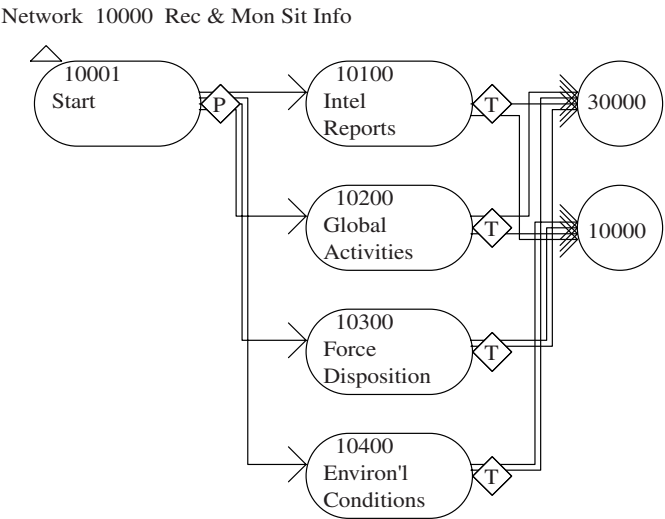 Network 10000 Rec & Mon Sit Info
10001
Start
P
10100
Intel
Reports
T
30000
10200
Global
Activities
T
10000
10300
Force
Disposition
T
10400
Environ'l
Conditions
T